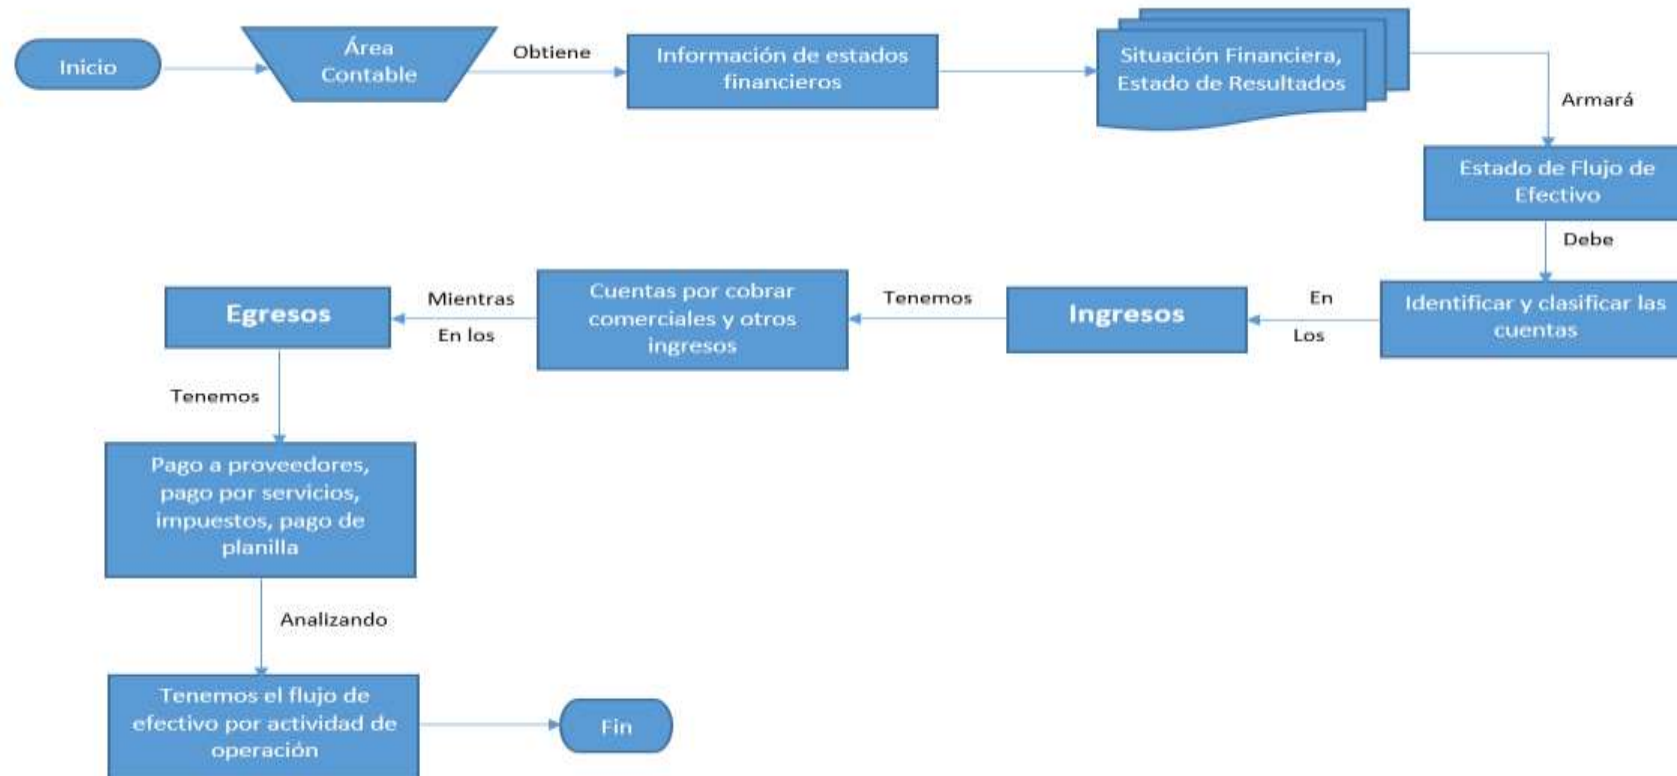 Inicio
Área
Contable
Obtiene
Información de estados
financieros
Situación Financiera,
Estado de Resultados
Armará
Estado de Flujo de
Efectivo
Debe
Identificar y clasificar las
cuentas
En
Los
Ingresos
Tenemos
Cuentas por cobrar
comerciales y otros
ingresos
Mientras
En los
Egresos
Tenemos
Pago a proveedores,
pago por servicios,
impuestos, pago de
planilla
Analizando
Tenemos el flujo de
efectivo por actividad de
operación
Fin